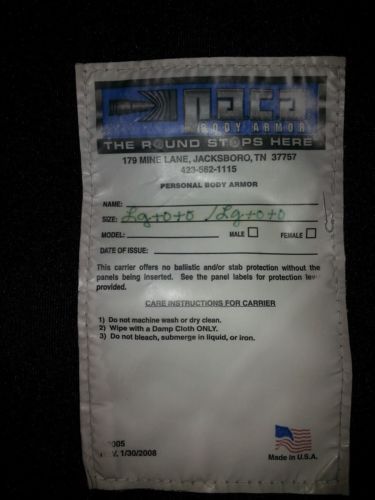 naca
BODY ARMOR
THE ROUND STOPS HERE
179 MINE LANE, JACKSBORO, TN 37757
423-562-1115
PERSONAL BODY ARMOR
NAME:
SIZE: Lg+0+0 / Lg+0+0
MODEL: MALE FEMALE
DATE OF ISSUE:
This carrier offers no ballistic and/or stab protection without the
panels being inserted. See the panel labels for protection
provided.
CARE INSTRUCTIONS FOR CARRIER
1) Do not machine wash or dry clean.
2) Wipe with a Damp Cloth ONLY.
3) Do not bleach, submerge in liquid, or iron.
1/30/2008
Made in U.S.A.